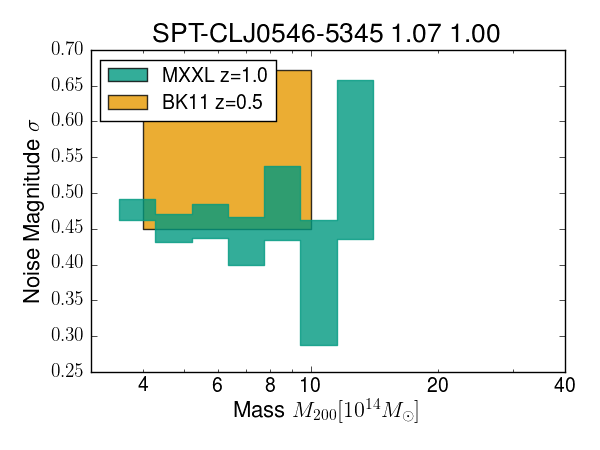 SPT-CLJ0546-5345 1.07 1.00
0.70
0.65
0.60
0.55
0.50
0.45
0.40
0.35
0.30
0.25
Noise Magnitude σ
MXXL z=1.0
BK11 z=0.5
4 6 8 10 20 40
Mass M₂₀₀[10¹⁴M⊙]